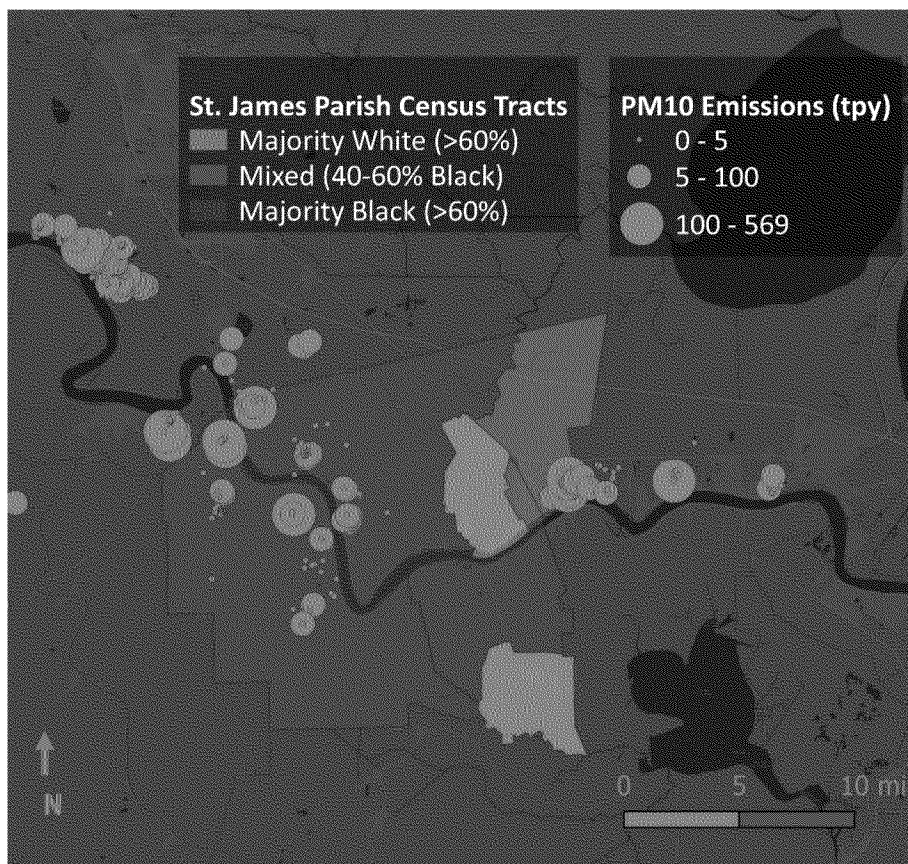 St. James Parish Census Tracts
Majority White (>60%)
Mixed (40-60% Black)
Majority Black (>60%)
PM10 Emissions (tpy)
0 - 5
5 - 100
100 - 569
N
0 5 10 mi